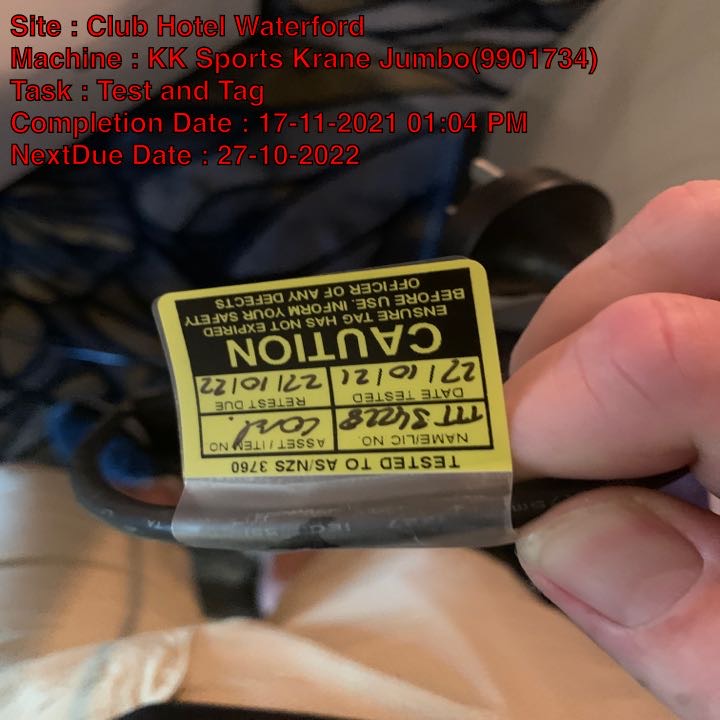 Site : Club Hotel Waterford
Machine : KK Sports Krane Jumbo(9901734)
Task : Test and Tag
Completion Date : 17-11-2021 01:04 PM
NextDue Date : 27-10-2022
TESTED TO AS/NZS 3760
NAME/LIC NO. ASSET / ITEM NO
TTT 34228
DATE TESTED RETEST DUE
27/10/21 27/10/22
CAUTION
ENSURE TAG HAS NOT EXPIRED
BEFORE USE. INFORM YOUR SAFETY
OFFICER OF ANY DEFECTS